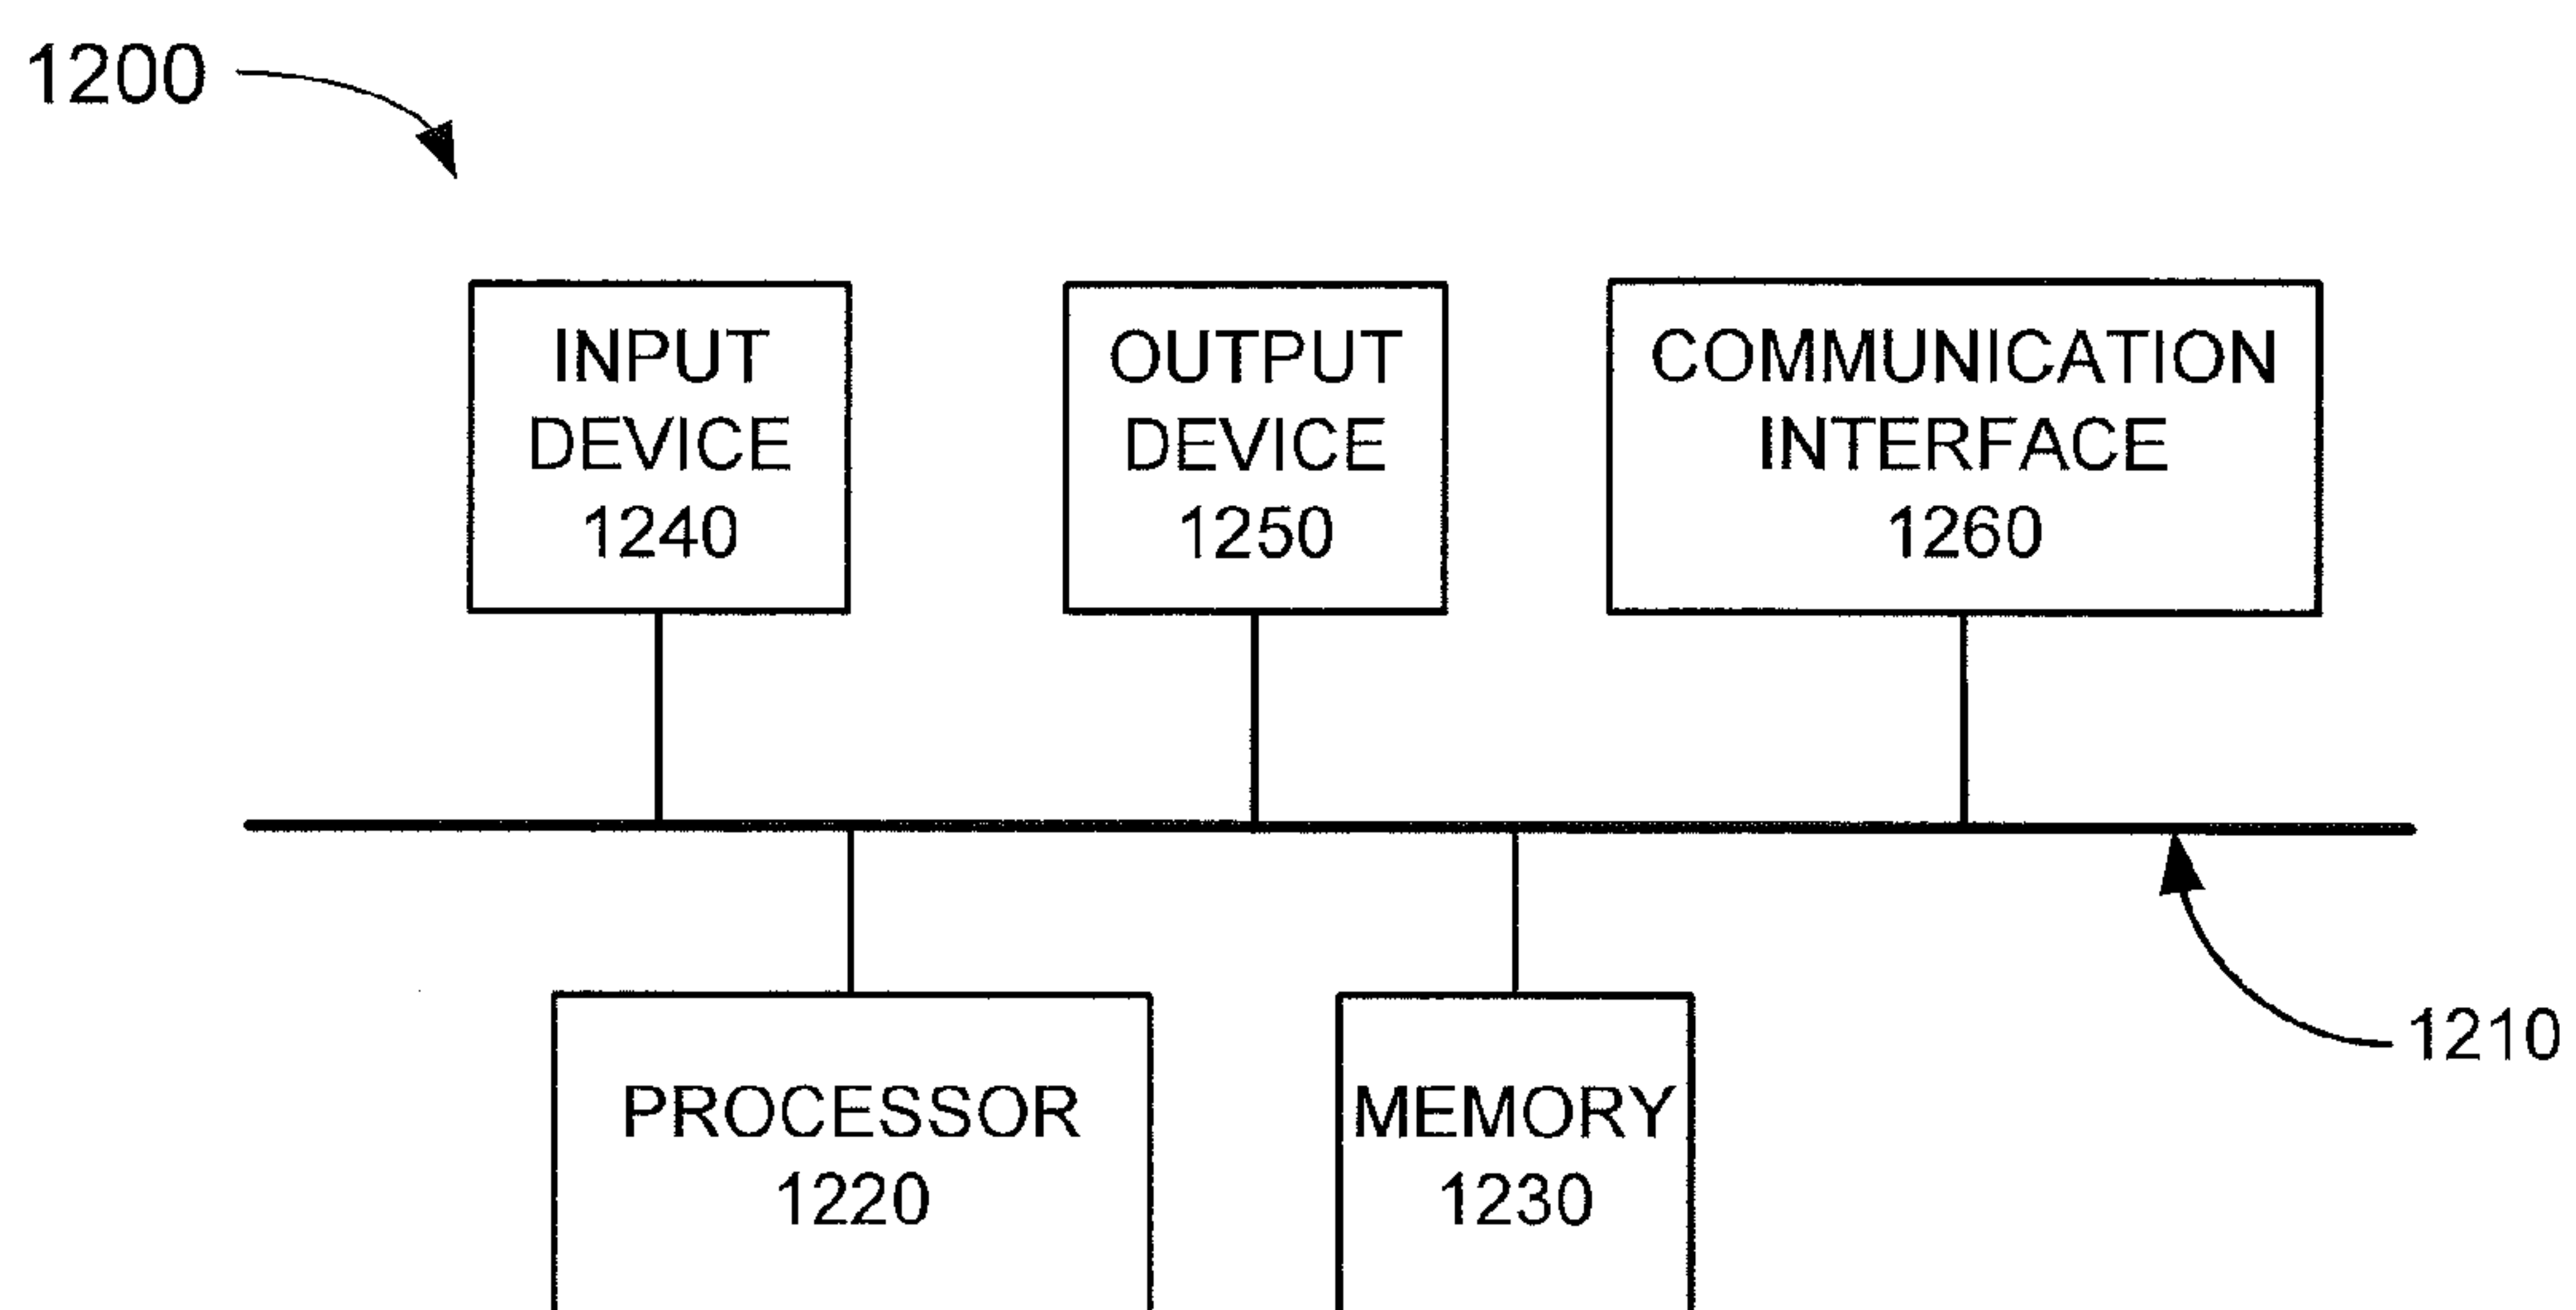 1200
INPUT
DEVICE
1240
OUTPUT
DEVICE
1250
COMMUNICATION
INTERFACE
1260
1210
PROCESSOR
1220
MEMORY
1230